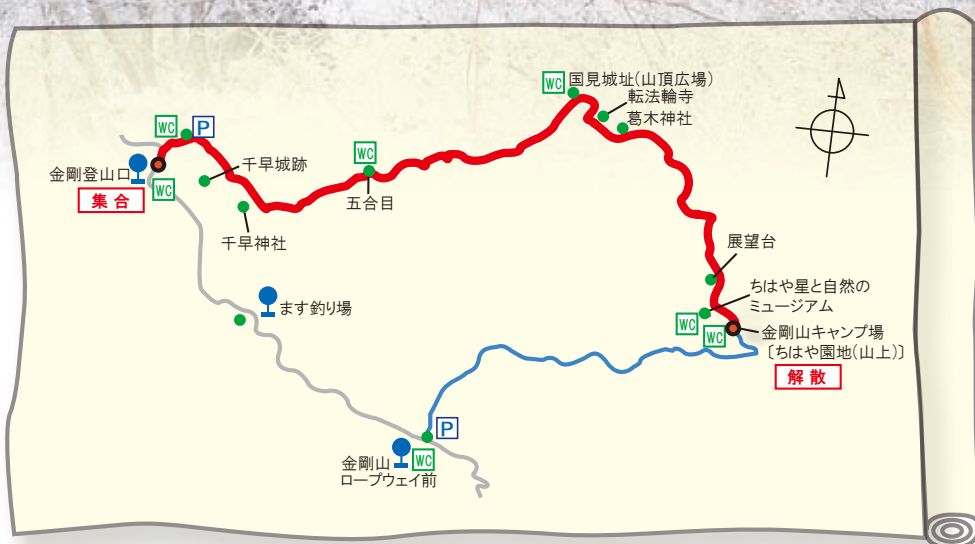 WC
国見城址(山頂広場)
転法輪寺
葛木神社
WC
P
金剛登山口
集合
WC
千早城跡
WC
五合目
千早神社
展望台
ます釣り場
ちはや星と自然の
ミュージアム
WC
WC
金剛山キャンプ場
〔ちはや園地(山上)〕
解散
P
金剛山
ロープウェイ前
WC